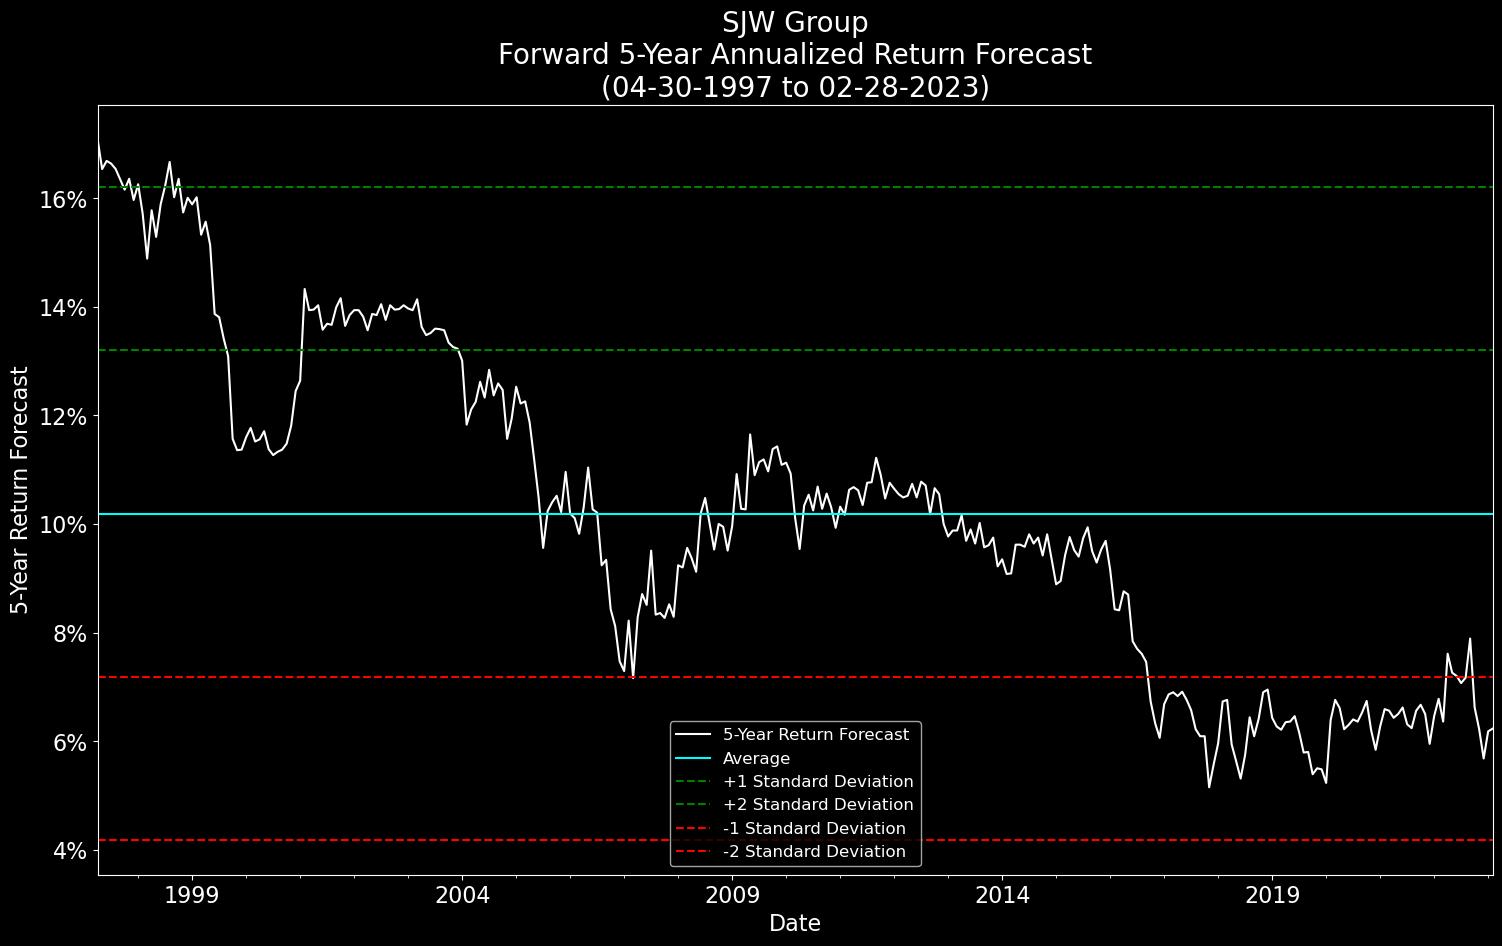 SJW Group
Forward 5-Year Annualized Return Forecast
(04-30-1997 to 02-28-2023)
5-Year Return Forecast
16%
14%
12%
10%
8%
6%
4%
5-Year Return Forecast
Average
+1 Standard Deviation
+2 Standard Deviation
-1 Standard Deviation
-2 Standard Deviation
1999
2004
2009
2014
2019
Date